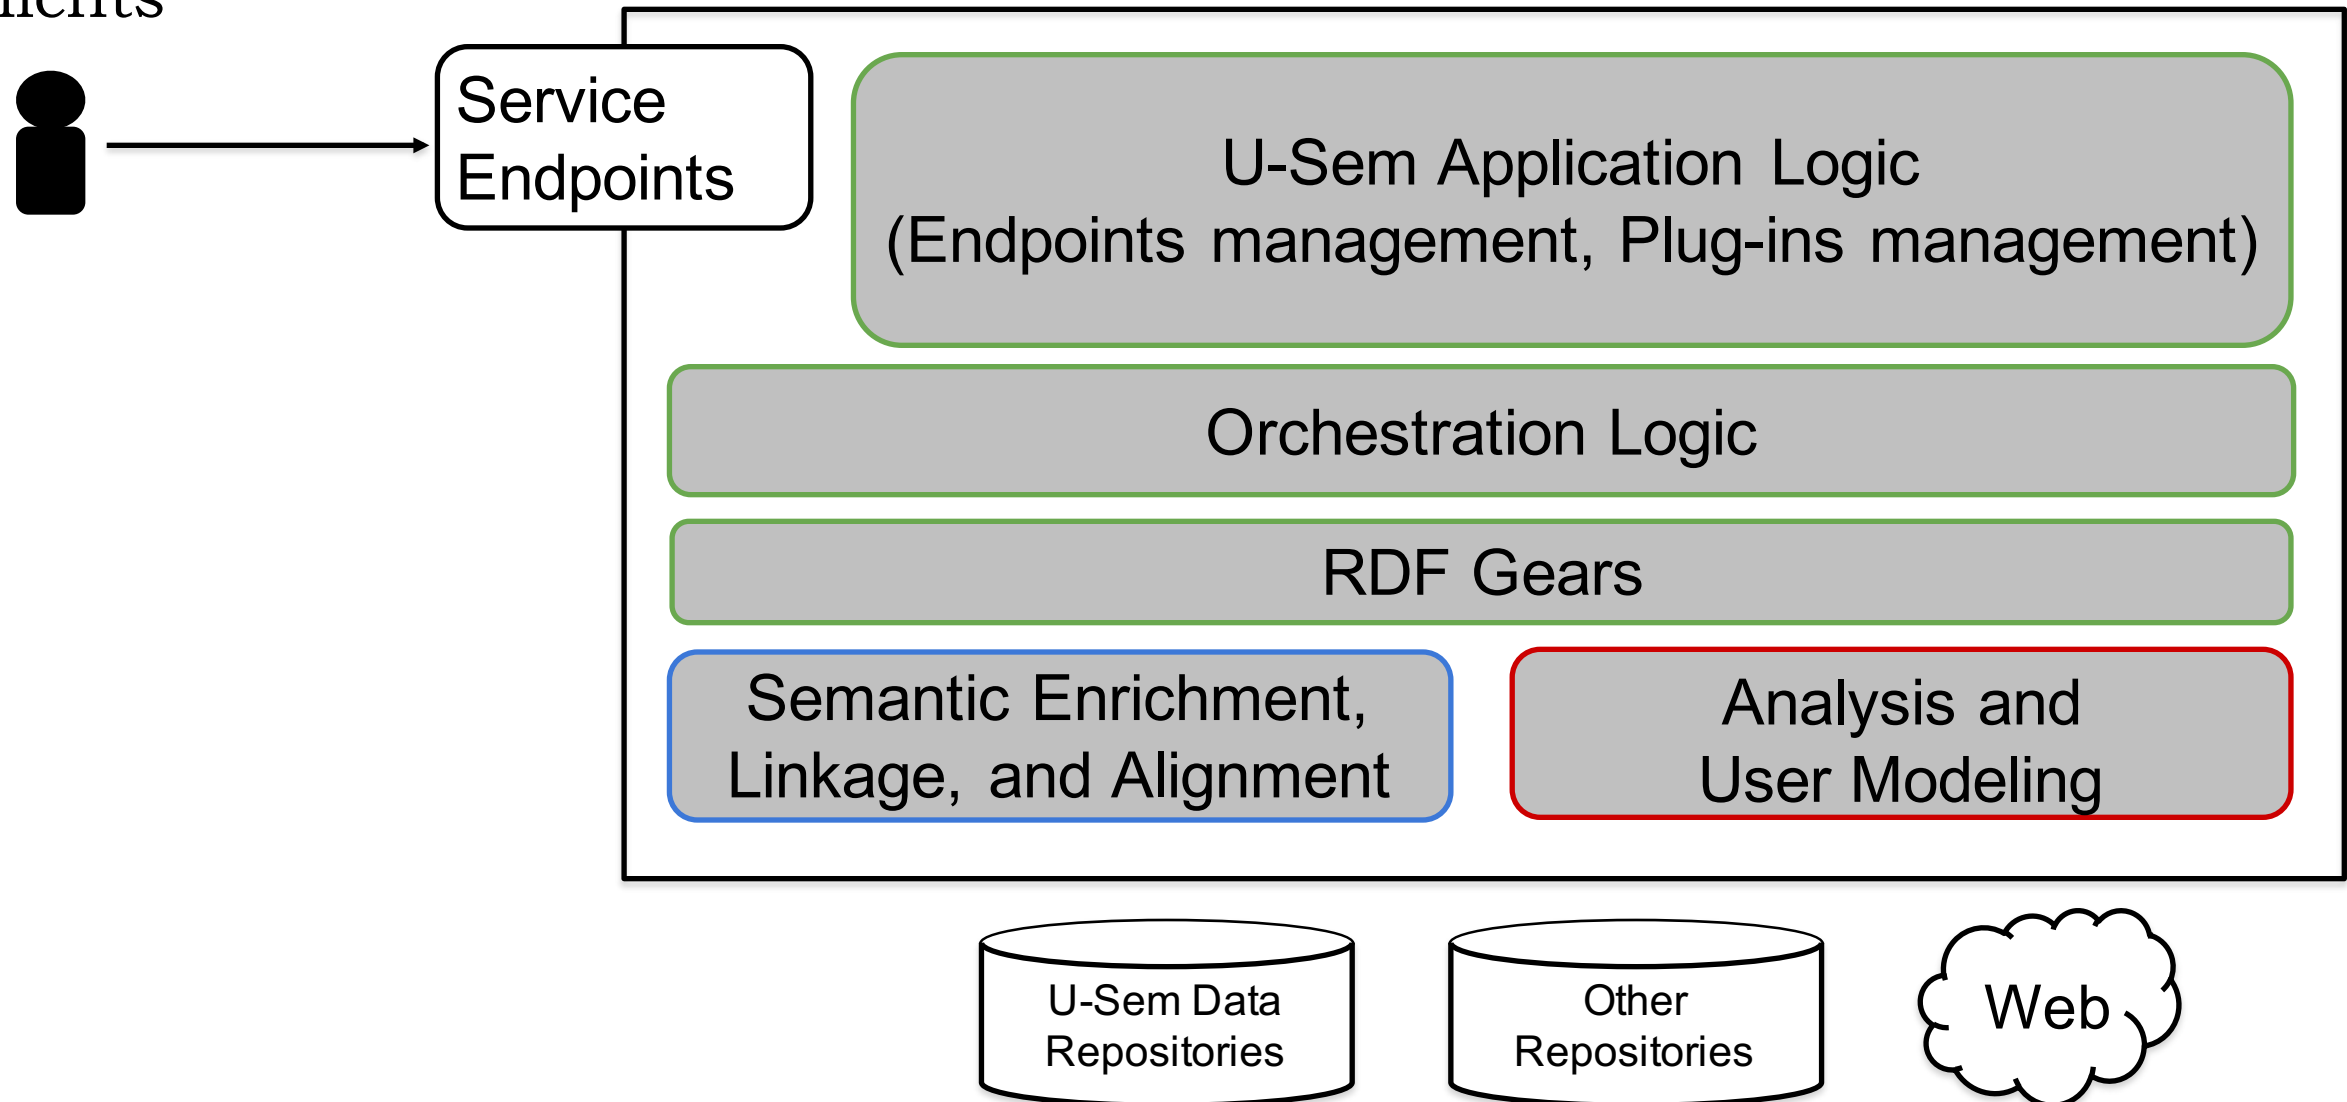 Service
Endpoints
U-Sem Application Logic
(Endpoints management, Plug-ins management)
Orchestration Logic
RDF Gears
Semantic Enrichment,
Linkage, and Alignment
Analysis and
User Modeling
U-Sem Data
Repositories
Other
Repositories
Web